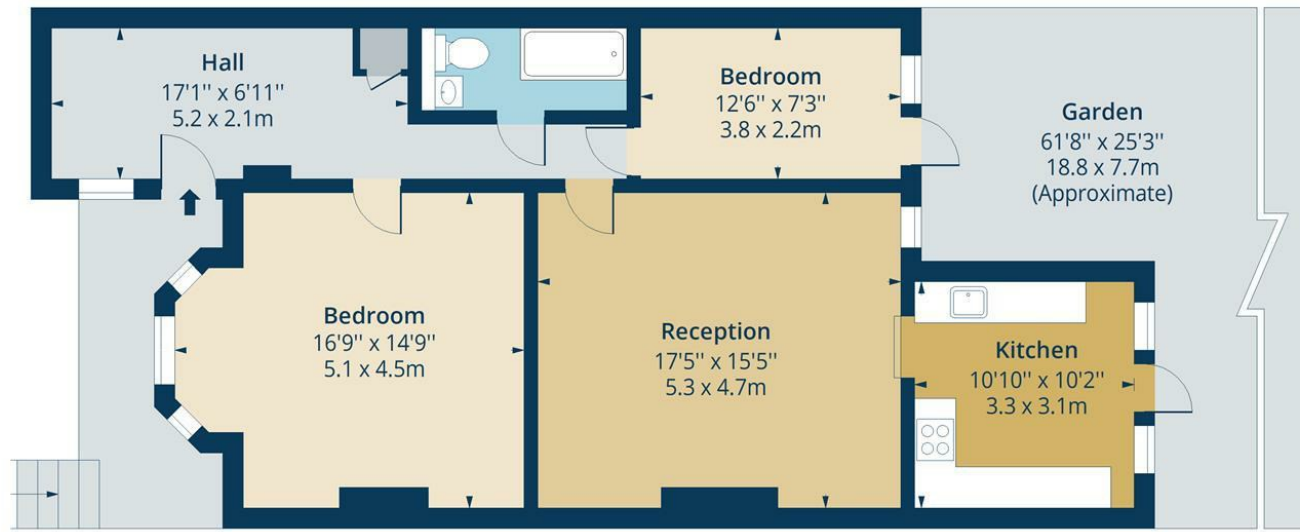 Hall
17'1'' x 6'11''
5.2 x 2.1m
Bedroom
12'6'' x 7'3''
3.8 x 2.2m
Garden
61'8'' x 25'3''
18.8 x 7.7m
(Approximate)
Bedroom
16'9'' x 14'9''
5.1 x 4.5m
Reception
17'5'' x 15'5''
5.3 x 4.7m
Kitchen
10'10'' x 10'2''
3.3 x 3.1m